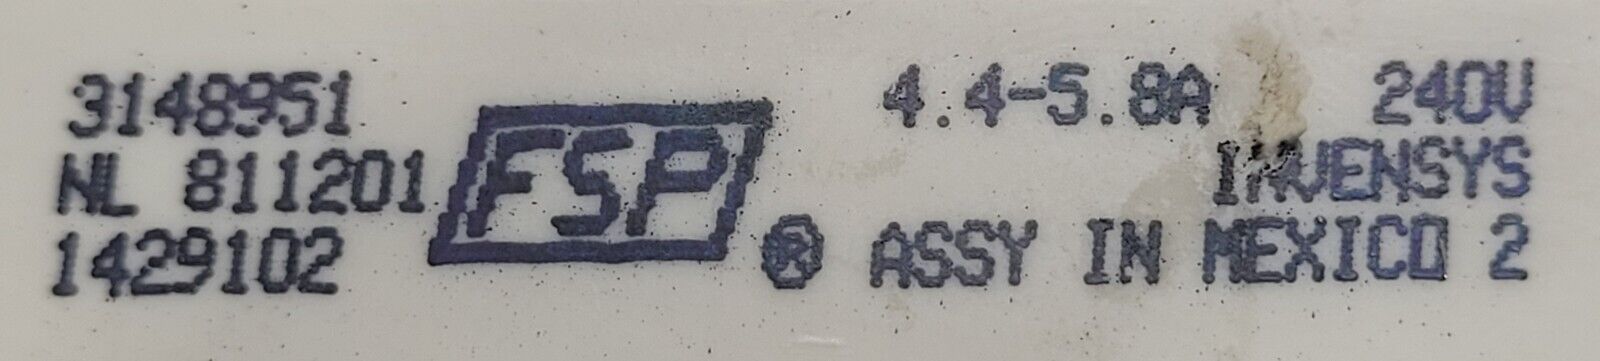 3148951
NL 811201
1429102
FSP®
4.4-5.8A 240V
INVENSYS
ASSY IN MEXICO 2